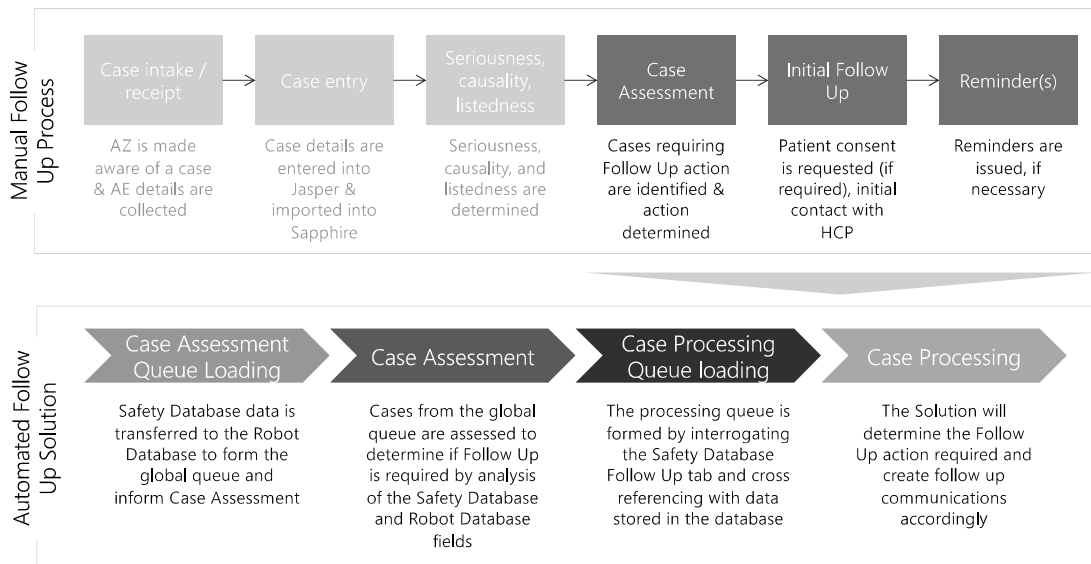 Manual Follow
Up Process
Case intake /
receipt
Case entry
Seriousness,
causality,
listedness
Case
Assessment
Initial Follow
Up
Reminder(s)
AZ is made
aware of a case
& AE details are
collected
Case details are
entered into
Jasper &
imported into
Sapphire
Seriousness,
causality, and
listedness are
determined
Cases requiring
Follow Up action
are identified &
action
determined
Patient consent
is requested (if
required), initial
contact with
HCP
Reminders are
issued, if
necessary
Automated Follow
Up Solution
Case Assessment
Queue Loading
Case Assessment
Case Processing
Queue loading
Case Processing
Safety Database data is
transferred to the Robot
Database to form the
global queue and
inform Case Assessment
Cases from the global
queue are assessed to
determine if Follow Up
is required by analysis
of the Safety Database
and Robot Database
fields
The processing queue is
formed by interrogating
the Safety Database
Follow Up tab and cross
referencing with data
stored in the database
The Solution will
determine the Follow
Up action required and
create follow up
communications
accordingly